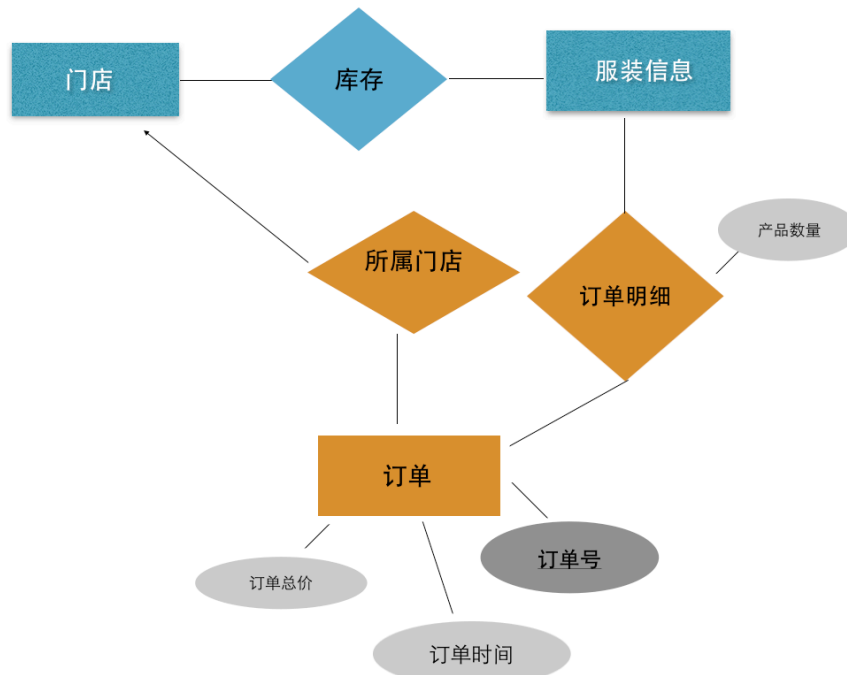 门店
库存
服装信息
所属门店
订单明细
产品数量
订单
订单总价
订单号
订单时间